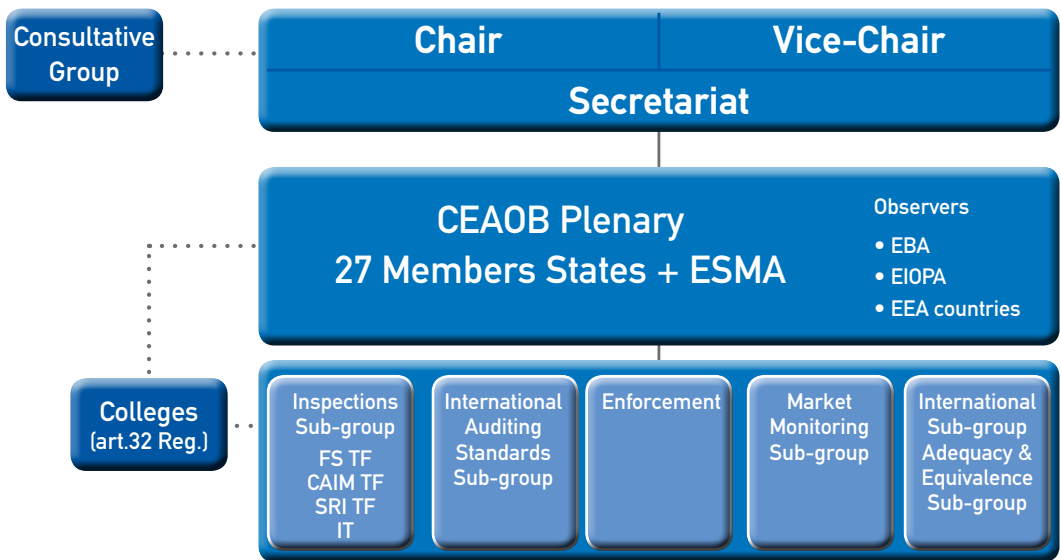 Consultative
Group
Chair
Vice-Chair
Secretariat
CEAOB Plenary
27 Members States + ESMA
Observers
• EBA
• EIOPA
• EEA countries
Colleges
(art.32 Reg.)
Inspections
Sub-group
FS TF
CAIM TF
SRI TF
IT
International
Auditing
Standards
Sub-group
Enforcement
Market
Monitoring
Sub-group
International
Sub-group
Adequacy &
Equivalence
Sub-group